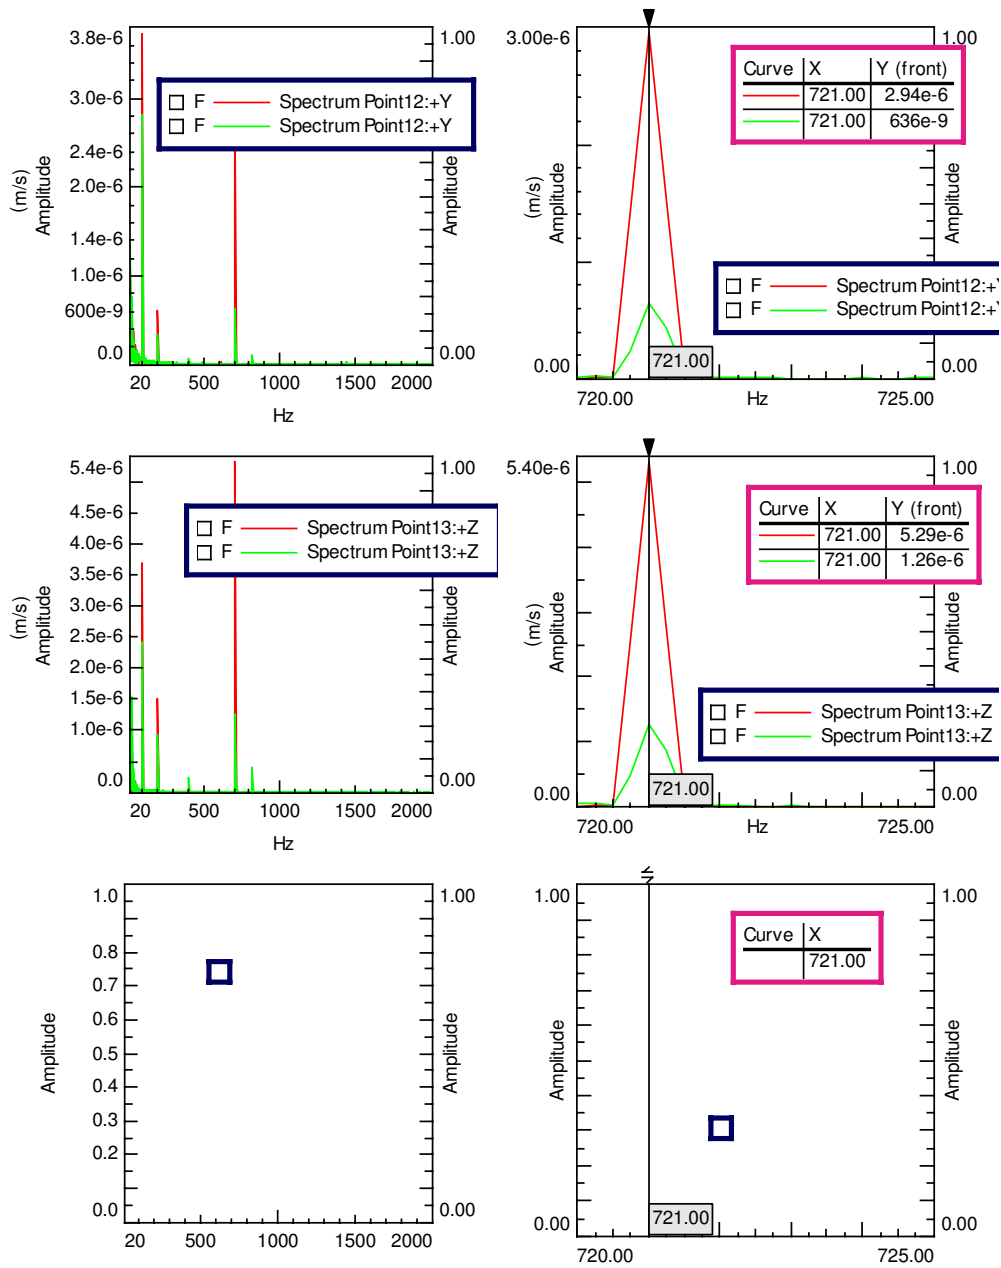 3.8e-6
3.0e-6
2.4e-6
2.0e-6
1.4e-6
1.0e-6
600e-9
0.0
(m/s)
Amplitude
1.00
Amplitude
0.00
F Spectrum Point12:+Y
F Spectrum Point12:+Y
20 500 1000 1500 2000
Hz
3.00e-6
(m/s)
Amplitude
0.00
1.00
Amplitude
0.00
Curve X Y (front)
721.00 2.94e-6
721.00 636e-9
F Spectrum Point12:+Y
F Spectrum Point12:+Y
721.00
720.00 Hz 725.00
5.4e-6
4.5e-6
4.0e-6
3.5e-6
3.0e-6
2.5e-6
2.0e-6
1.0e-6
0.0
(m/s)
Amplitude
1.00
Amplitude
0.00
F Spectrum Point13:+Z
F Spectrum Point13:+Z
20 500 1000 1500 2000
Hz
5.40e-6
(m/s)
Amplitude
0.00
1.00
Amplitude
0.00
Curve X Y (front)
721.00 5.29e-6
721.00 1.26e-6
F Spectrum Point13:+Z
F Spectrum Point13:+Z
721.00
720.00 Hz 725.00
1.0
0.8
0.7
0.6
0.5
0.4
0.3
0.2
0.0
Amplitude
1.00
Amplitude
0.00
20 500 1000 1500 2000
1.00
Amplitude
0.00
1.00
Amplitude
0.00
Curve X
721.00
721.00
720.00 725.00